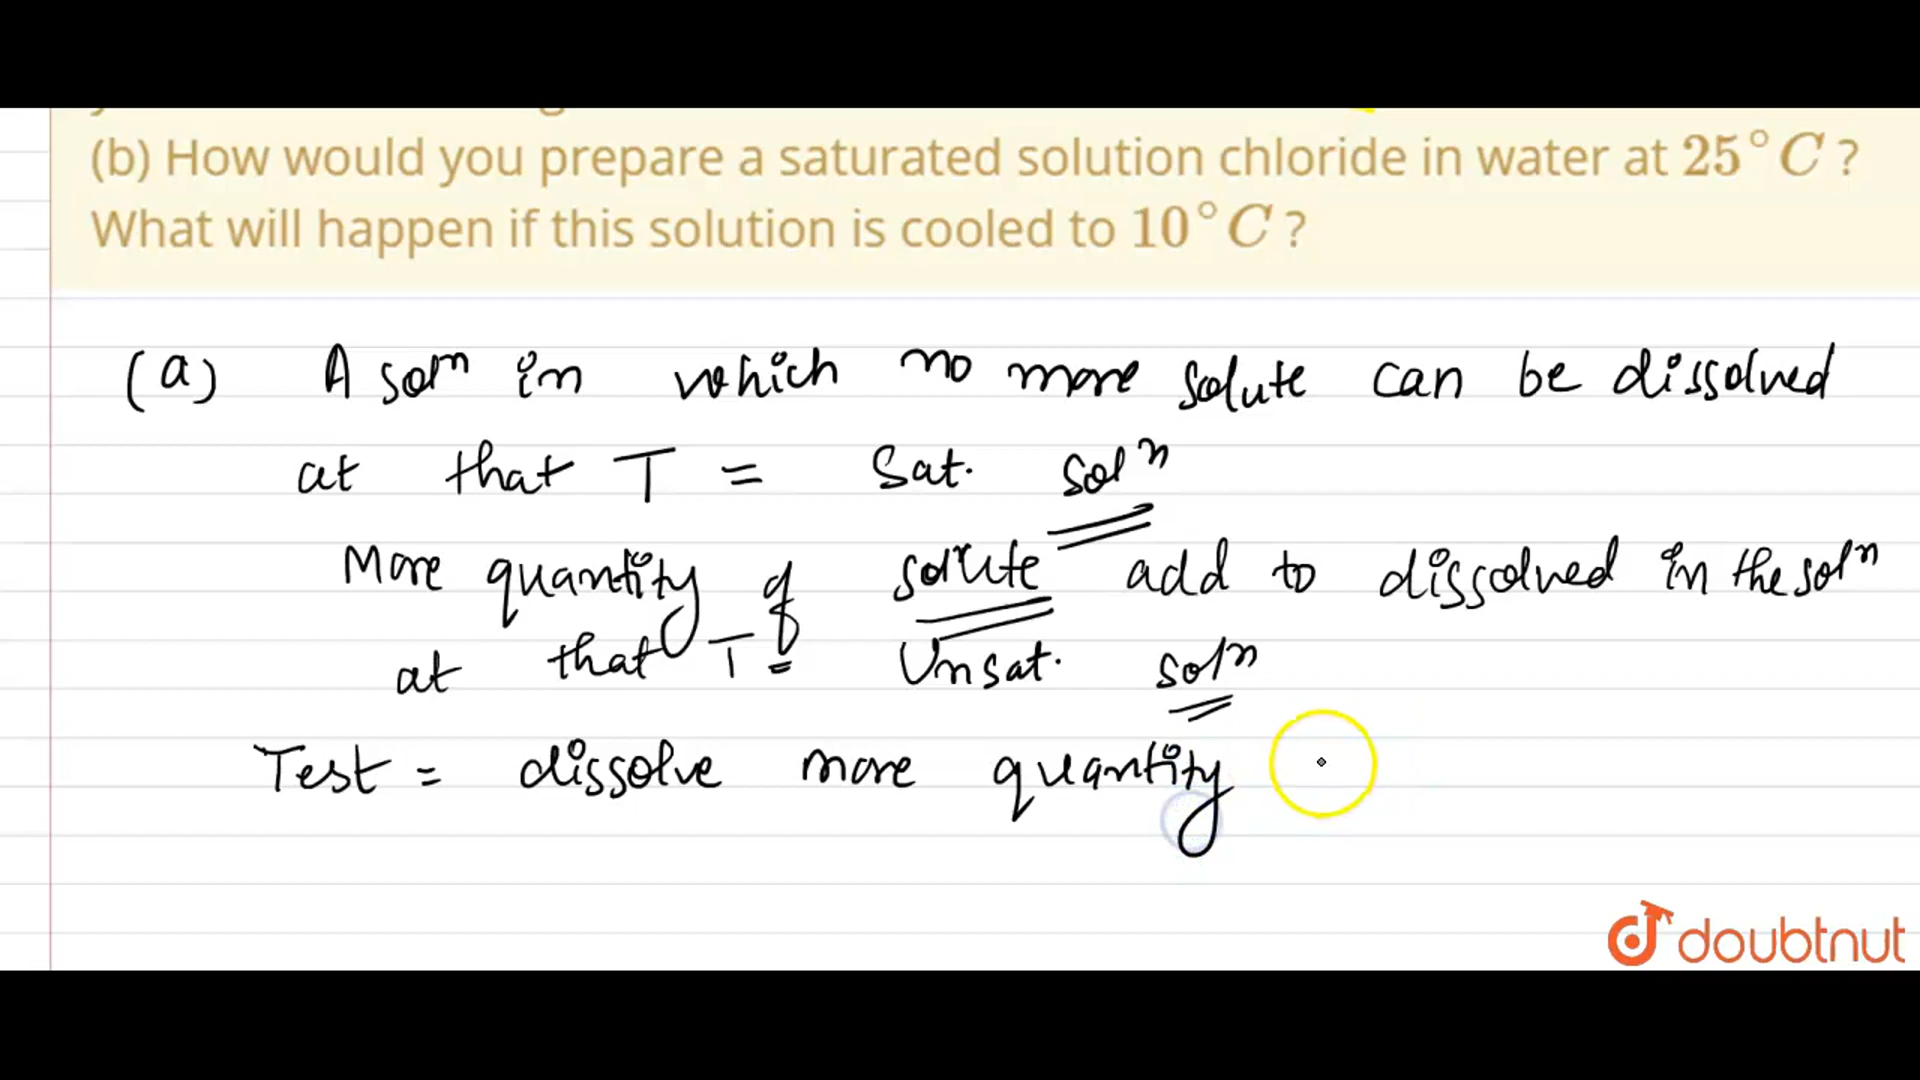 (b) How would you prepare a saturated solution chloride in water at 25°C ?
What will happen if this solution is cooled to 10°C ?
(a) A solⁿ in which no more solute can be dissolved
at that T = Sat. solⁿ
More quantity of solute add to dissolved in the solⁿ
at that T = Unsat. solⁿ
Test = dissolve more quantity
doubtnut